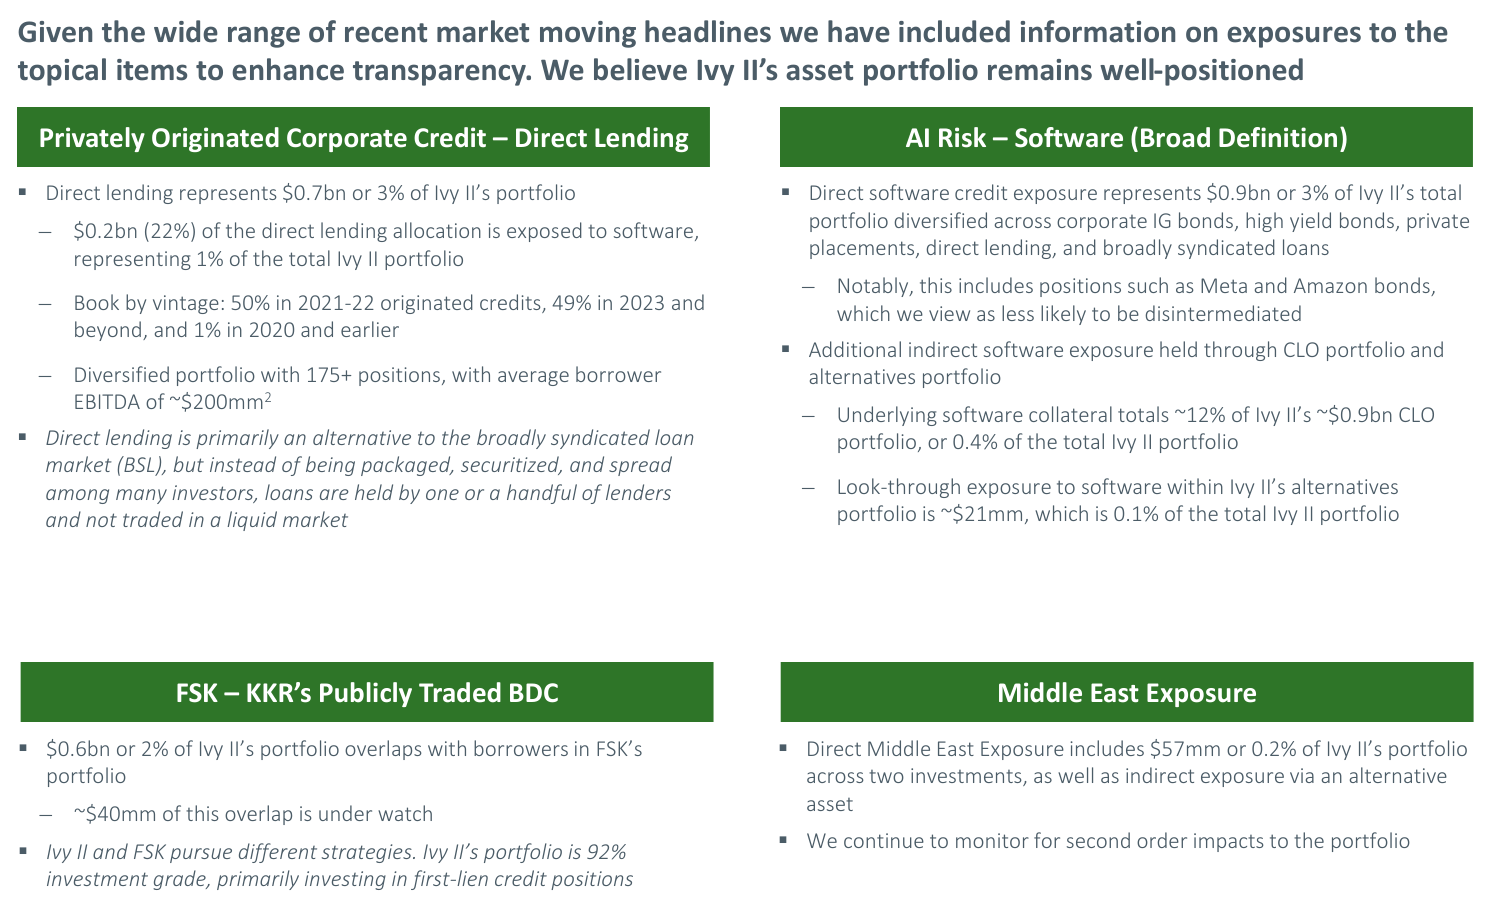 Given the wide range of recent market moving headlines we have included information on exposures to the
topical items to enhance transparency. We believe Ivy II’s asset portfolio remains well-positioned
Privately Originated Corporate Credit – Direct Lending
▪ Direct lending represents $0.7bn or 3% of Ivy II’s portfolio
– $0.2bn (22%) of the direct lending allocation is exposed to software,
representing 1% of the total Ivy II portfolio
– Book by vintage: 50% in 2021-22 originated credits, 49% in 2023 and
beyond, and 1% in 2020 and earlier
– Diversified portfolio with 175+ positions, with average borrower
EBITDA of ~$200mm²
▪ Direct lending is primarily an alternative to the broadly syndicated loan
market (BSL), but instead of being packaged, securitized, and spread
among many investors, loans are held by one or a handful of lenders
and not traded in a liquid market
AI Risk – Software (Broad Definition)
▪ Direct software credit exposure represents $0.9bn or 3% of Ivy II’s total
portfolio diversified across corporate IG bonds, high yield bonds, private
placements, direct lending, and broadly syndicated loans
– Notably, this includes positions such as Meta and Amazon bonds,
which we view as less likely to be disintermediated
▪ Additional indirect software exposure held through CLO portfolio and
alternatives portfolio
– Underlying software collateral totals ~12% of Ivy II’s ~$0.9bn CLO
portfolio, or 0.4% of the total Ivy II portfolio
– Look-through exposure to software within Ivy II’s alternatives
portfolio is ~$21mm, which is 0.1% of the total Ivy II portfolio
FSK – KKR’s Publicly Traded BDC
▪ $0.6bn or 2% of Ivy II’s portfolio overlaps with borrowers in FSK’s
portfolio
– ~$40mm of this overlap is under watch
▪ Ivy II and FSK pursue different strategies. Ivy II’s portfolio is 92%
investment grade, primarily investing in first-lien credit positions
Middle East Exposure
▪ Direct Middle East Exposure includes $57mm or 0.2% of Ivy II’s portfolio
across two investments, as well as indirect exposure via an alternative
asset
▪ We continue to monitor for second order impacts to the portfolio